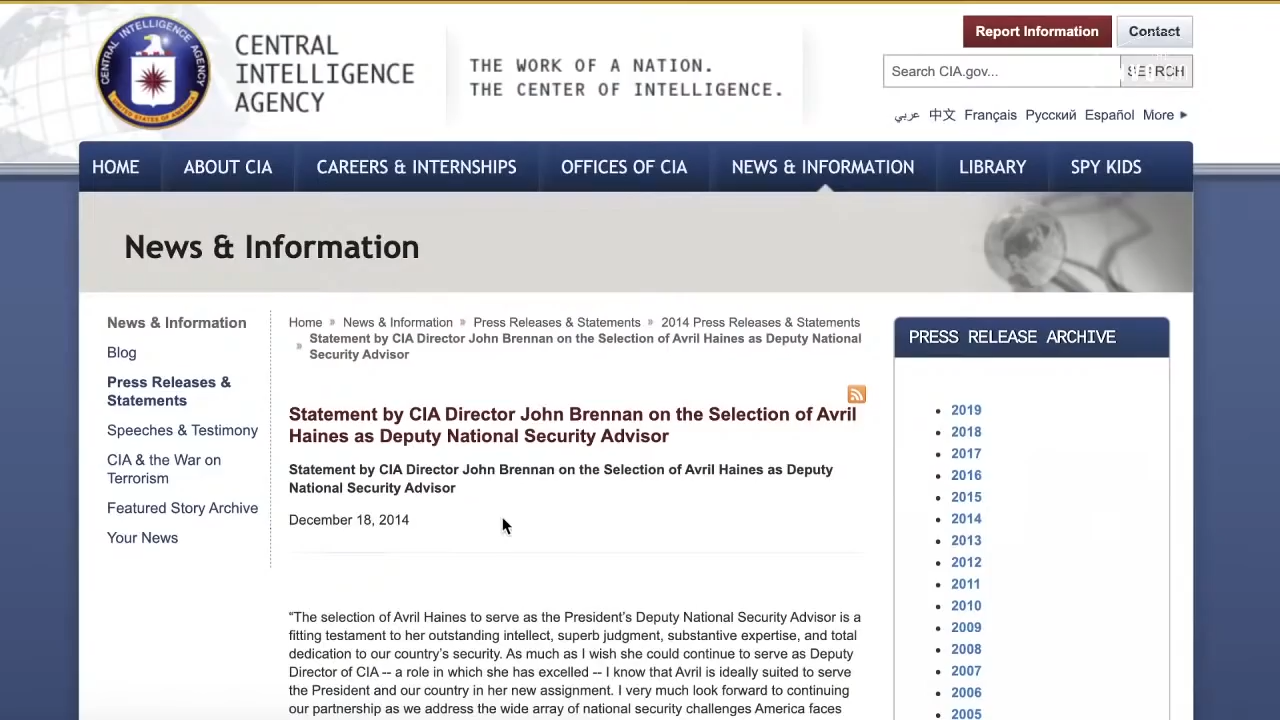 CENTRAL
INTELLIGENCE
AGENCY
CENTRAL INTELLIGENCE AGENCY
UNITED STATES OF AMERICA
THE WORK OF A NATION.
THE CENTER OF INTELLIGENCE.
Report Information
Contact
Search CIA.gov...
SEARCH
عربي 中文 Français Русский Español More
HOME ABOUT CIA CAREERS & INTERNSHIPS OFFICES OF CIA NEWS & INFORMATION LIBRARY SPY KIDS
News & Information
News & Information
Blog
Press Releases &
Statements
Speeches & Testimony
CIA & the War on
Terrorism
Featured Story Archive
Your News
Home » News & Information » Press Releases & Statements » 2014 Press Releases & Statements
» Statement by CIA Director John Brennan on the Selection of Avril Haines as Deputy National
Security Advisor
Statement by CIA Director John Brennan on the Selection of Avril
Haines as Deputy National Security Advisor
Statement by CIA Director John Brennan on the Selection of Avril Haines as Deputy
National Security Advisor
December 18, 2014
“The selection of Avril Haines to serve as the President’s Deputy National Security Advisor is a
fitting testament to her outstanding intellect, superb judgment, substantive expertise, and total
dedication to our country’s security. As much as I wish she could continue to serve as Deputy
Director of CIA -- a role in which she has excelled -- I know that Avril is ideally suited to serve
the President and our country in her new assignment. I very much look forward to continuing
our partnership as we address the wide array of national security challenges America faces
PRESS RELEASE ARCHIVE
2019
2018
2017
2016
2015
2014
2013
2012
2011
2010
2009
2008
2007
2006
2005